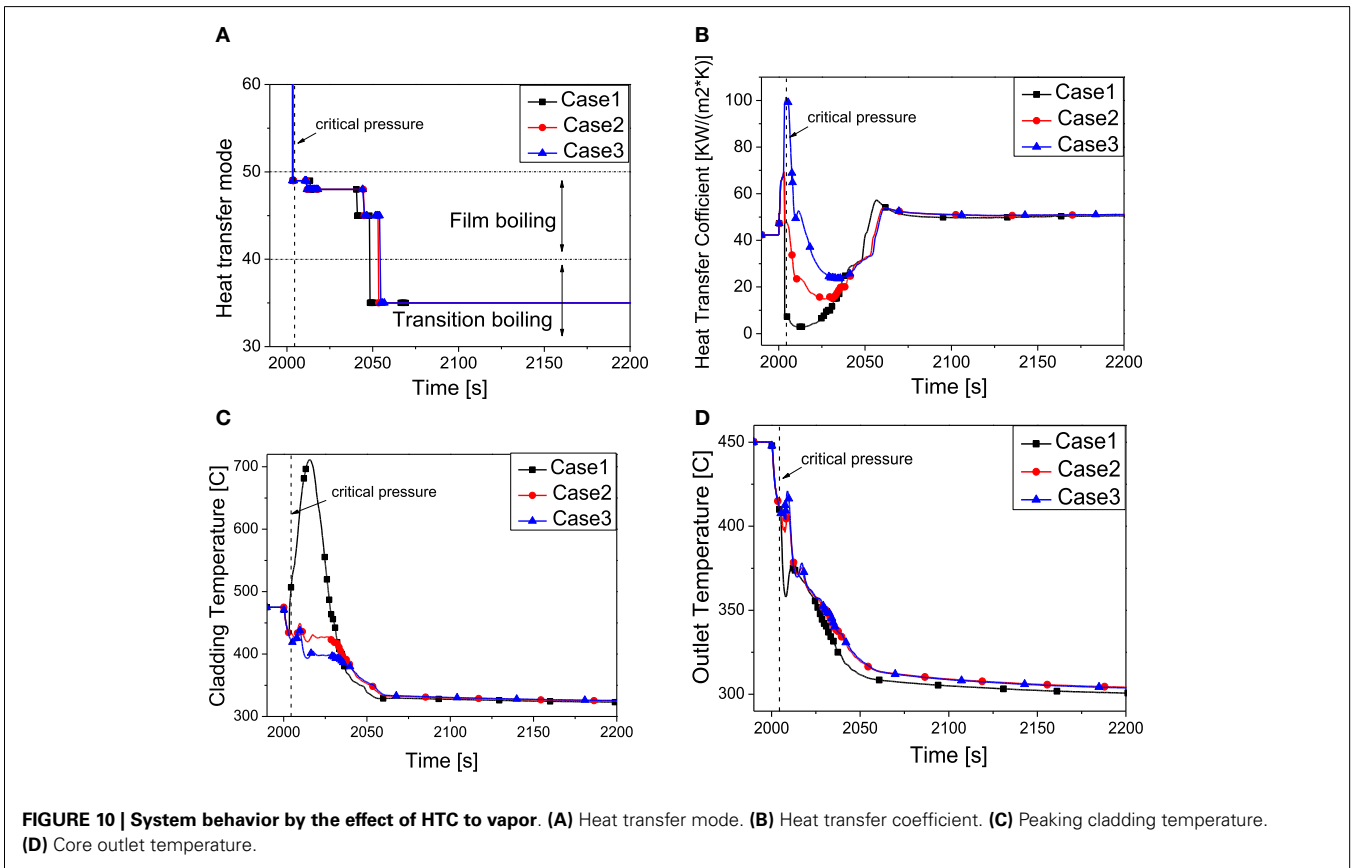 A
Heat transfer mode
60
50
40
30
critical pressure
Case1
Case2
Case3
Film boiling
Transition boiling
2000 2050 2100 2150 2200
Time [s]
B
Heat Transfer Cofficient [KW/(m2*K)]
100
80
60
40
20
0
critical pressure
Case1
Case2
Case3
2000 2050 2100 2150 2200
Time [s]
C
Cladding Temperature [C]
700
600
500
400
300
critical pressure
Case1
Case2
Case3
2000 2050 2100 2150 2200
Time [s]
D
Outlet Temperature [C]
450
400
350
300
critical pressure
Case1
Case2
Case3
2000 2050 2100 2150 2200
Time [s]
FIGURE 10 | System behavior by the effect of HTC to vapor. (A) Heat transfer mode. (B) Heat transfer coefficient. (C) Peaking cladding temperature.
(D) Core outlet temperature.